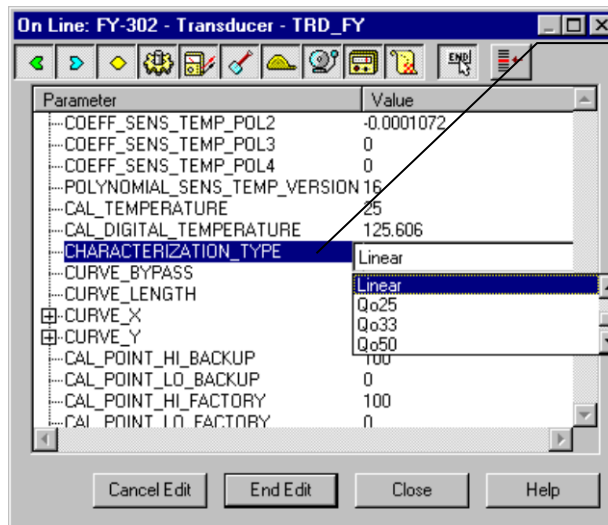 On Line: FY-302 - Transducer - TRD_FY
END
Parameter Value
COEFF_SENS_TEMP_POL2 -0.0001072
COEFF_SENS_TEMP_POL3 0
COEFF_SENS_TEMP_POL4 0
POLYNOMIAL_SENS_TEMP_VERSION 16
CAL_TEMPERATURE 25
CAL_DIGITAL_TEMPERATURE 125.606
CHARACTERIZATION_TYPE Linear
CURVE_BYPASS Linear
CURVE_LENGTH Qo25
CURVE_X Qo33
CURVE_Y Qo50
CAL_POINT_HI_BACKUP 100
CAL_POINT_LO_BACKUP 0
CAL_POINT_HI_FACTORY 100
CAL_POINT_LO_FACTORY 0
Cancel Edit End Edit Close Help